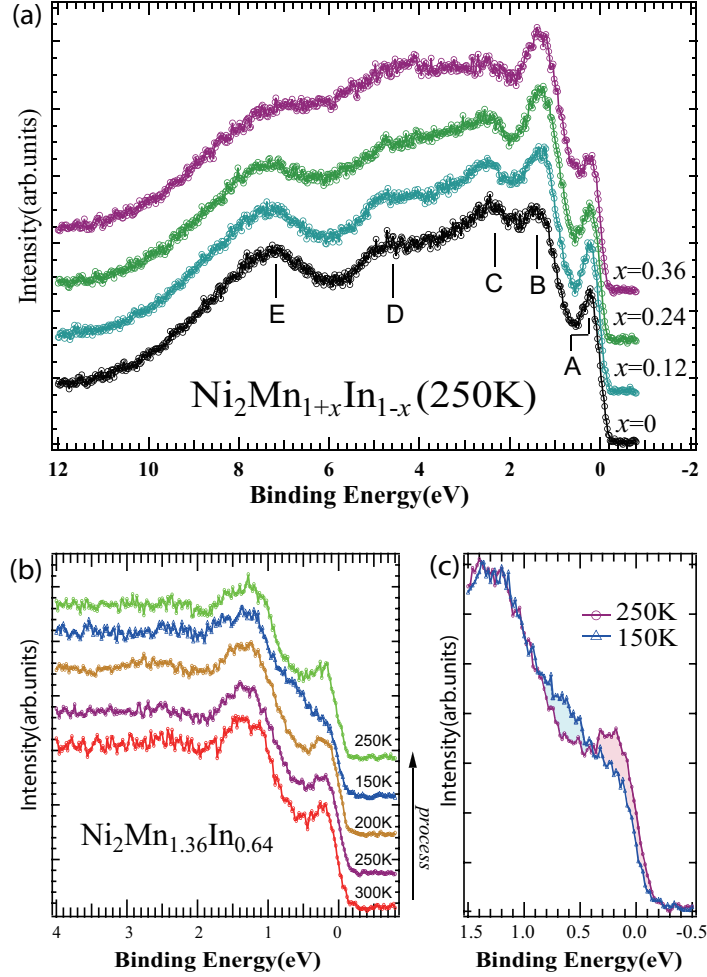 (a)
Intensity(arb.units)
E
D
C
B
A
x=0.36
x=0.24
x=0.12
x=0
Ni2Mn1+xIn1-x (250K)
12 10 8 6 4 2 0 -2
Binding Energy(eV)
(b)
Intensity(arb.units)
250K
150K
200K
250K
300K
Ni2Mn1.36In0.64
process
4 3 2 1 0
Binding Energy(eV)
(c)
Intensity(arb.units)
250K
150K
1.5 1.0 0.5 0.0 -0.5
Binding Energy(eV)